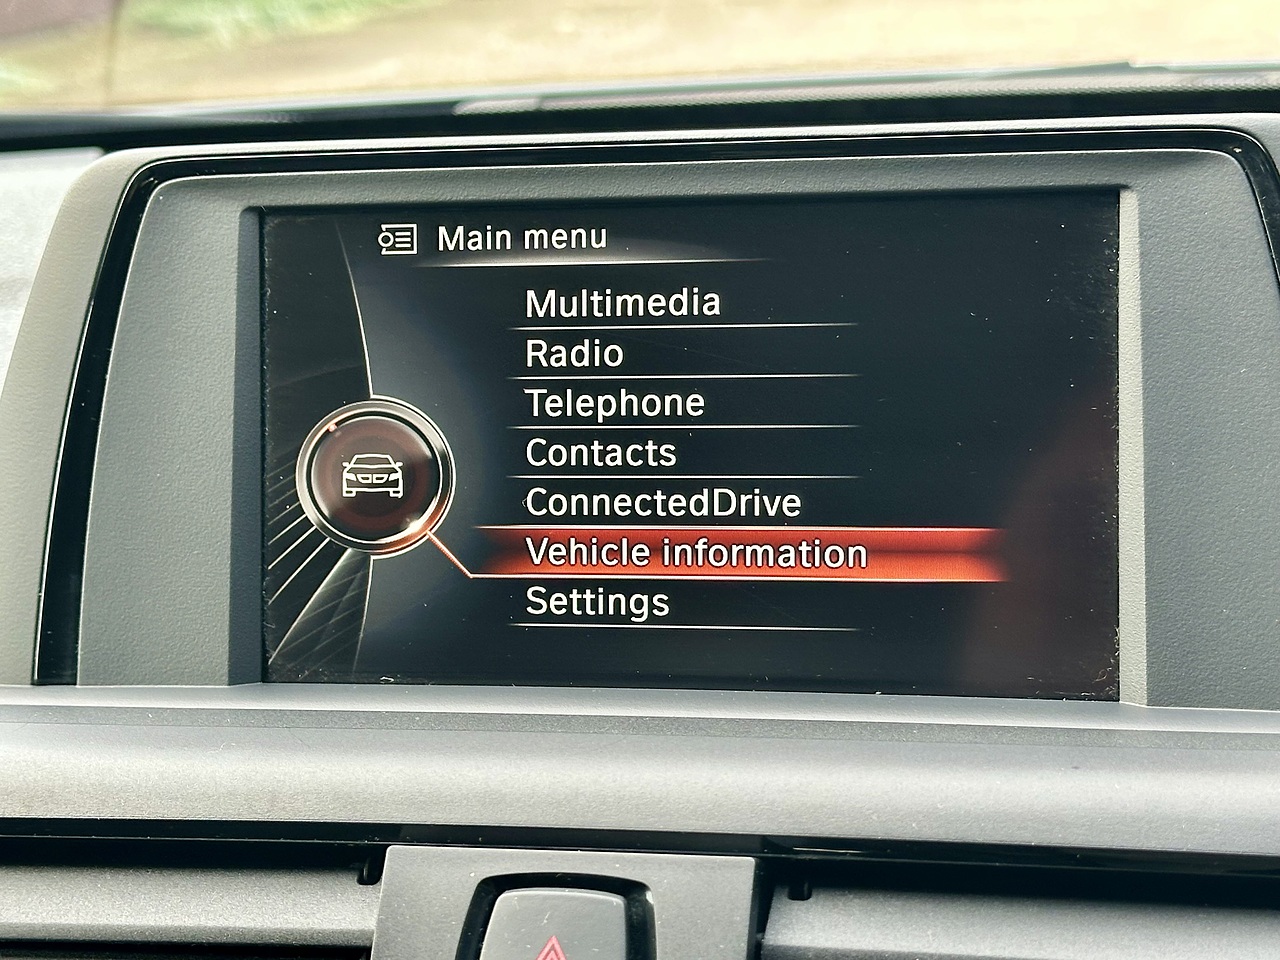 Main menu
Multimedia
Radio
Telephone
Contacts
ConnectedDrive
Vehicle information
Settings